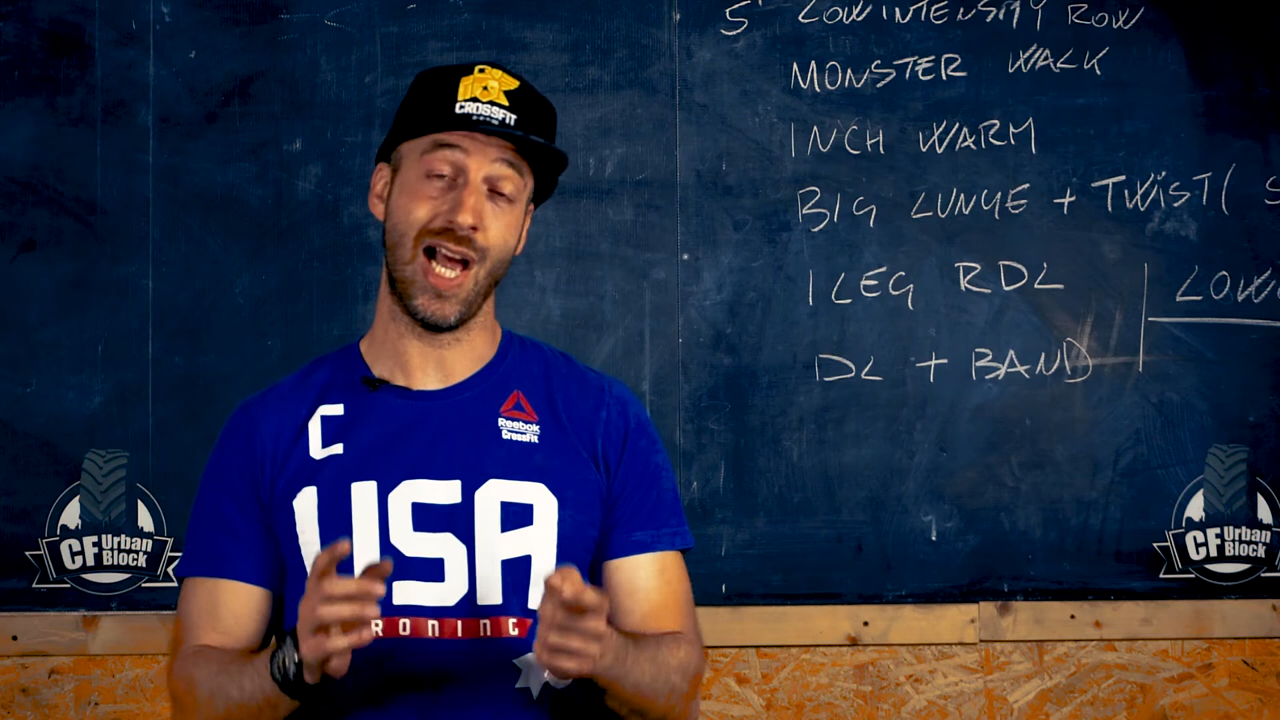 5' LOW INTENSITY ROW
MONSTER WALK
INCH WARM
BIG LUNGE + TWIST(
1 LEG RDL
DL + BAND
CROSSFIT
C
Reebok
CrossFit
USA
RONING
CF Urban Block
CF Urban Block